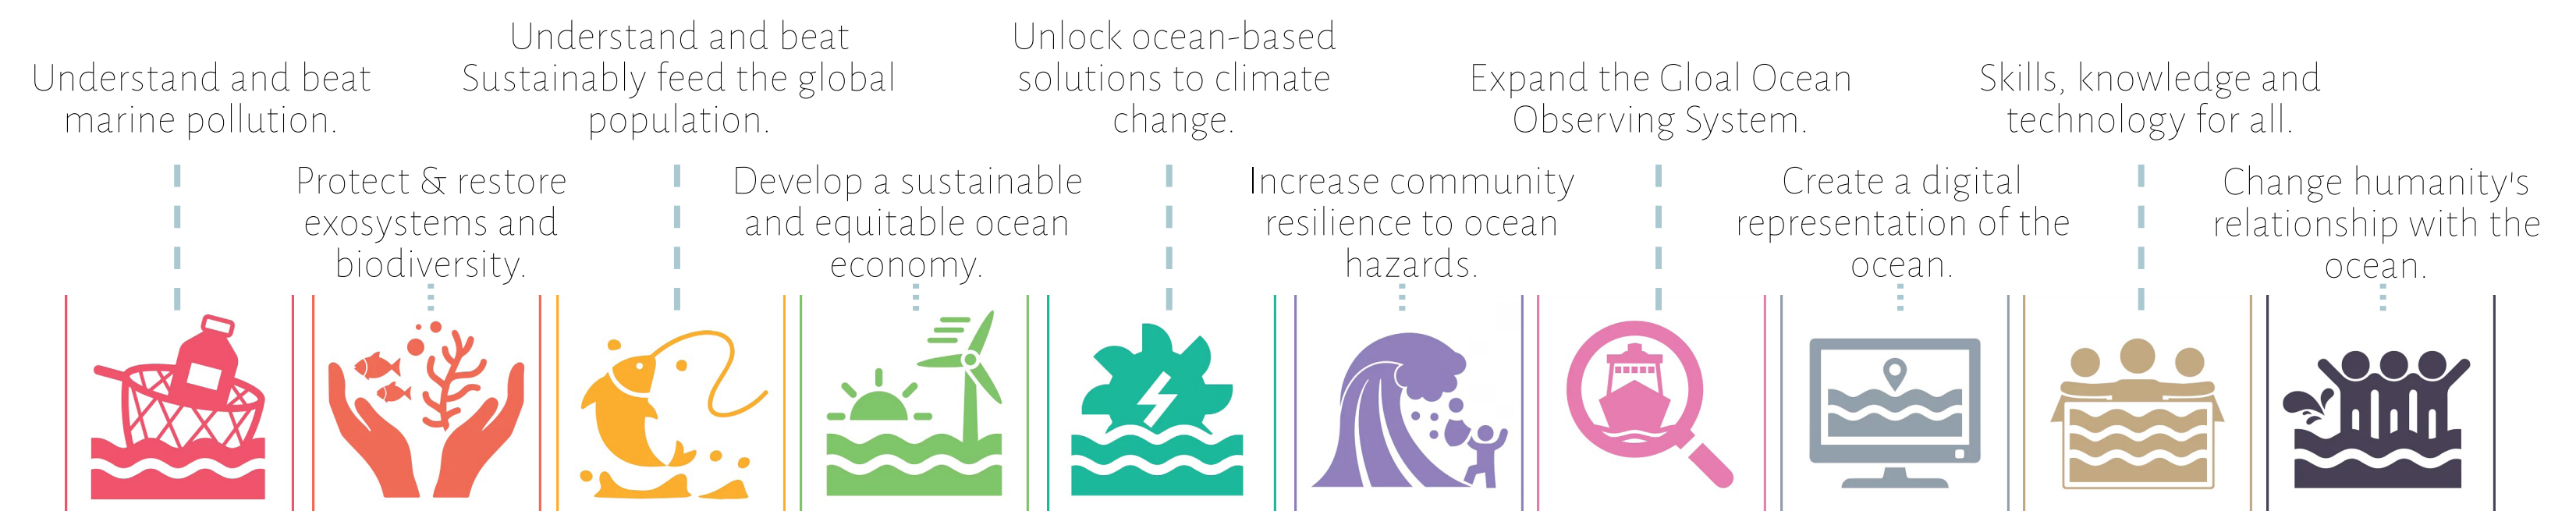 Understand and beat
marine pollution.
Protect & restore
exosystems and
biodiversity.
Understand and beat
Sustainably feed the global
population.
Develop a sustainable
and equitable ocean
economy.
Unlock ocean-based
solutions to climate
change.
Increase community
resilience to ocean
hazards.
Expand the Gloal Ocean
Observing System.
Create a digital
representation of the
ocean.
Skills, knowledge and
technology for all.
Change humanity's
relationship with the
ocean.